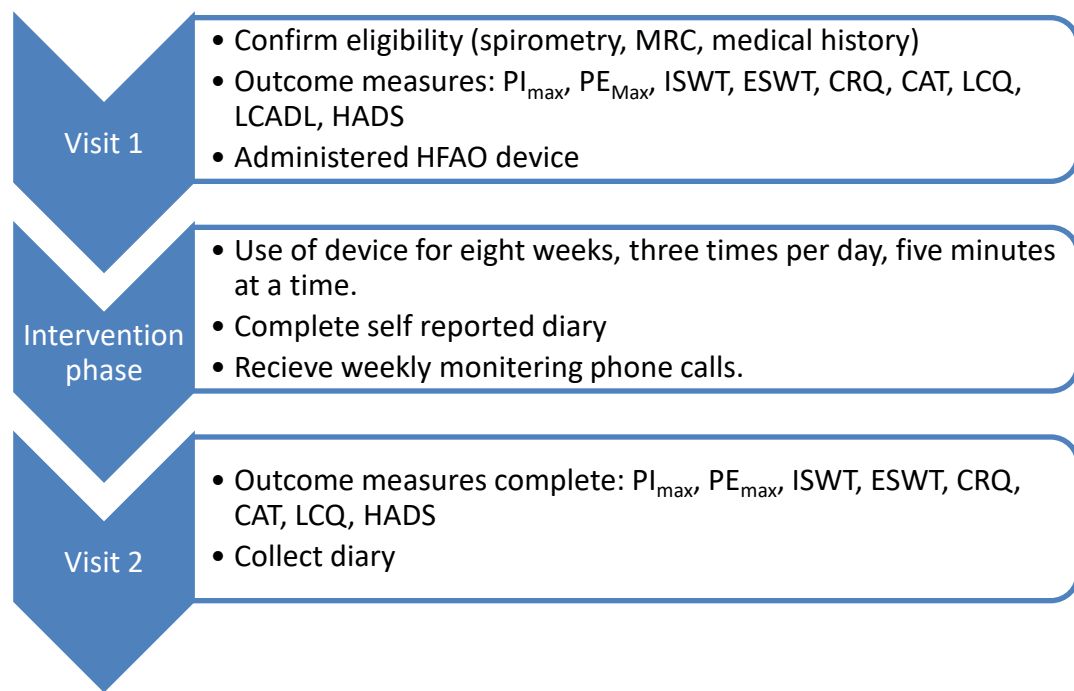 Visit 1
• Confirm eligibility (spirometry, MRC, medical history)
• Outcome measures: PImax, PEMax, ISWT, ESWT, CRQ, CAT, LCQ,
LCADL, HADS
• Administered HFAO device
Intervention
phase
• Use of device for eight weeks, three times per day, five minutes
at a time.
• Complete self reported diary
• Recieve weekly monitering phone calls.
Visit 2
• Outcome measures complete: PImax, PEmax, ISWT, ESWT, CRQ,
CAT, LCQ, HADS
• Collect diary